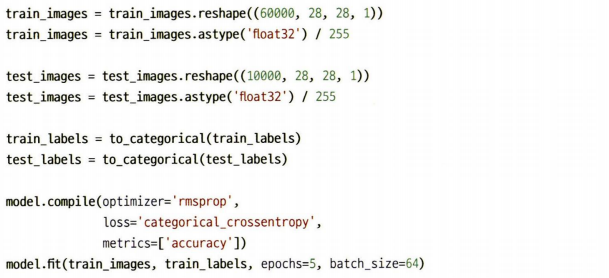 train_images = train_images.reshape((60000, 28, 28, 1))
train_images = train_images.astype('float32') / 255
test_images = test_images.reshape((10000, 28, 28, 1))
test_images = test_images.astype('float32') / 255
train_labels = to_categorical(train_labels)
test_labels = to_categorical(test_labels)
model.compile(optimizer='rmsprop',
loss='categorical_crossentropy',
metrics=['accuracy'])
model.fit(train_images, train_labels, epochs=5, batch_size=64)